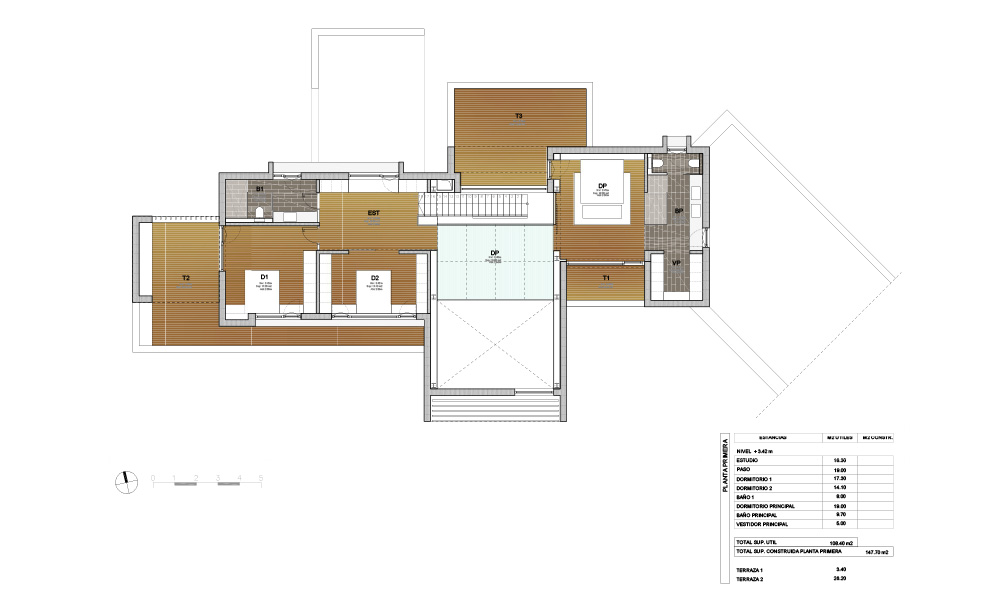 T3
DP
B1
BP
EST
DP
VP
T2
D1
D2
T1
0 1 2 3 4 5
PLANTA PRIMERA
ESTANCIAS M2 UTILES M2 CONSTR.
NIVEL + 3.42 m
ESTUDIO 16.30
PASO 19.00
DORMITORIO 1 17.30
DORMITORIO 2 14.10
BAÑO 1 8.00
DORMITORIO PRINCIPAL 19.00
BAÑO PRINCIPAL 9.70
VESTIDOR PRINCIPAL 5.00
TOTAL SUP. UTIL 108.40 m2
TOTAL SUP. CONSTRUIDA PLANTA PRIMERA 147.70 m2
TERRAZA 1 3.40
TERRAZA 2 26.20